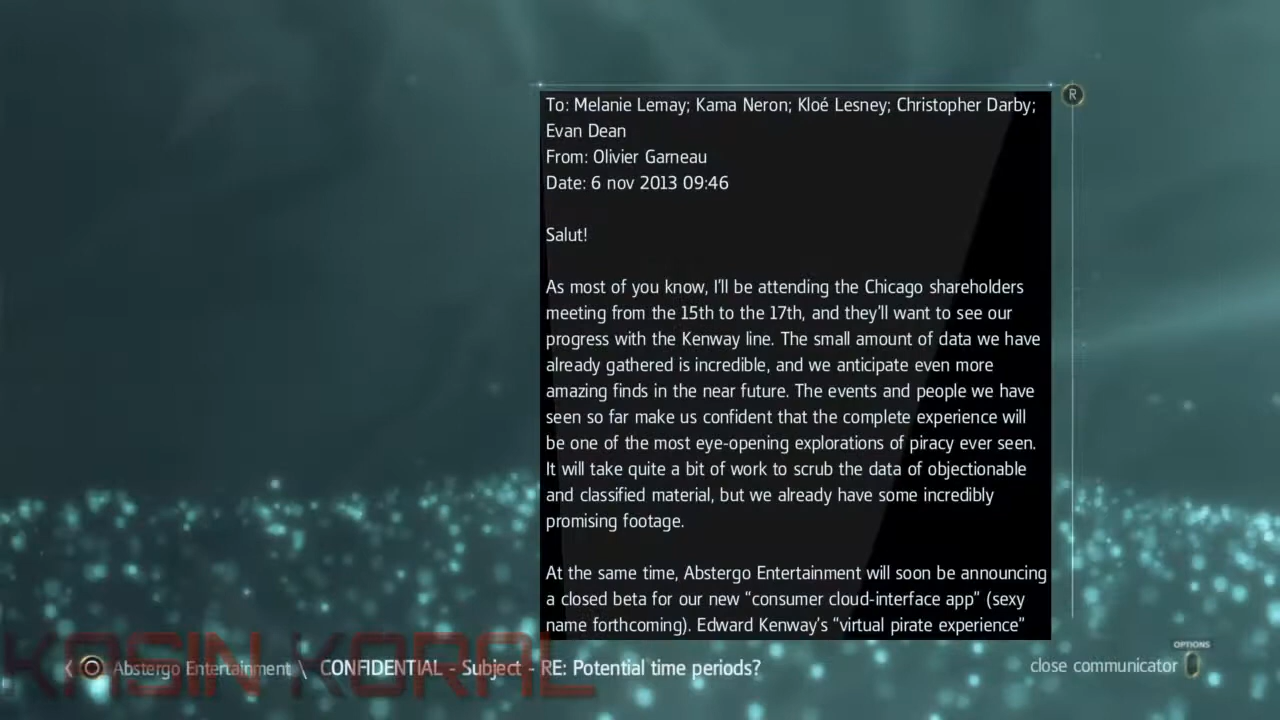 To: Melanie Lemay; Kama Neron; Kloé Lesney; Christopher Darby;
Evan Dean
From: Olivier Garneau
Date: 6 nov 2013 09:46
Salut!
As most of you know, I'll be attending the Chicago shareholders
meeting from the 15th to the 17th, and they'll want to see our
progress with the Kenway line. The small amount of data we have
already gathered is incredible, and we anticipate even more
amazing finds in the near future. The events and people we have
seen so far make us confident that the complete experience will
be one of the most eye-opening explorations of piracy ever seen.
It will take quite a bit of work to scrub the data of objectionable
and classified material, but we already have some incredibly
promising footage.
At the same time, Abstergo Entertainment will soon be announcing
a closed beta for our new “consumer cloud-interface app” (sexy
name forthcoming). Edward Kenway's “virtual pirate experience”
R
KASIN KORAL
Abstergo Entertainment \ CONFIDENTIAL - Subject - RE: Potential time periods?
OPTIONS
close communicator